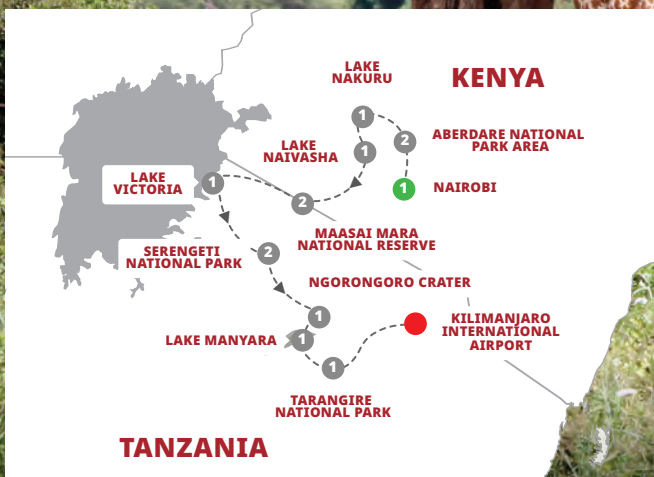 LAKE
NAKURU
KENYA
1
2
ABERDARE NATIONAL
PARK AREA
LAKE
NAIVASHA
1
1
NAIROBI
LAKE
VICTORIA
1
2
MAASAI MARA
NATIONAL RESERVE
SERENGETI
NATIONAL PARK
2
NGORONGORO CRATER
1
KILIMANJARO
INTERNATIONAL
AIRPORT
LAKE MANYARA
1
1
TARANGIRE
NATIONAL PARK
TANZANIA